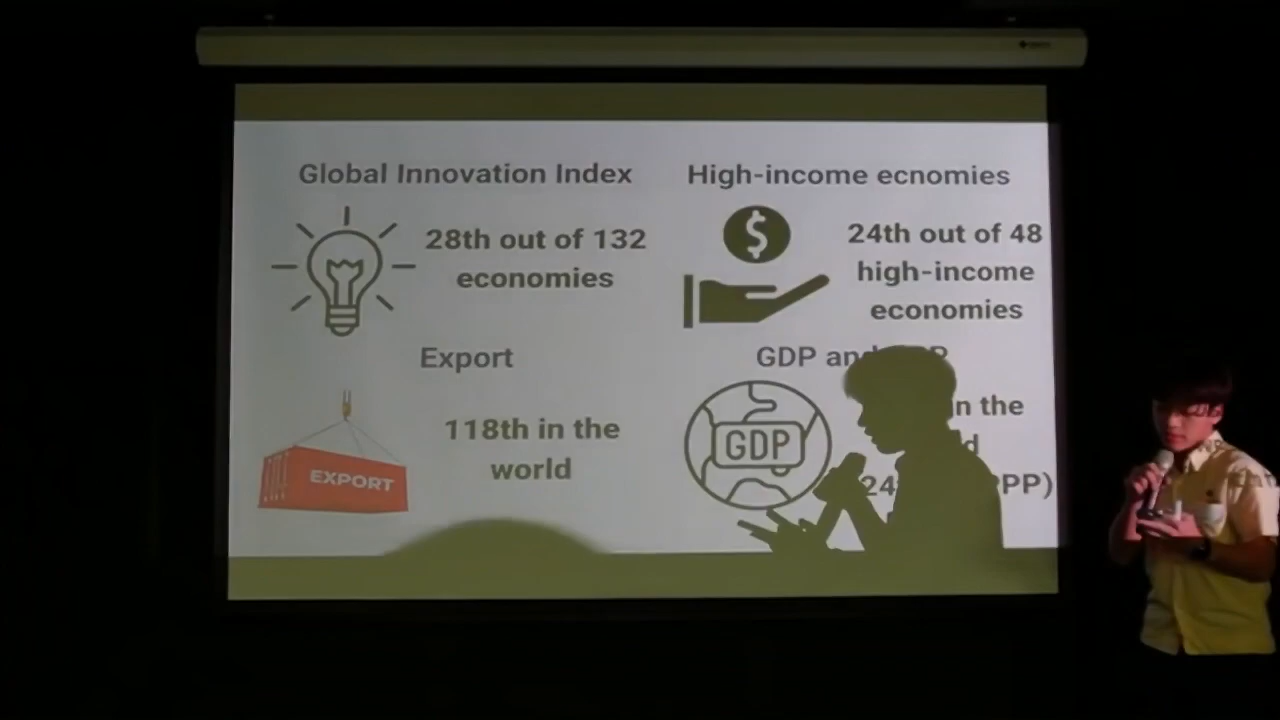 Global Innovation Index
28th out of 132
economies
High-income ecnomies
$
24th out of 48
high-income
economies
Export
EXPORT
118th in the
world
GDP
GDP
in the
PPP)